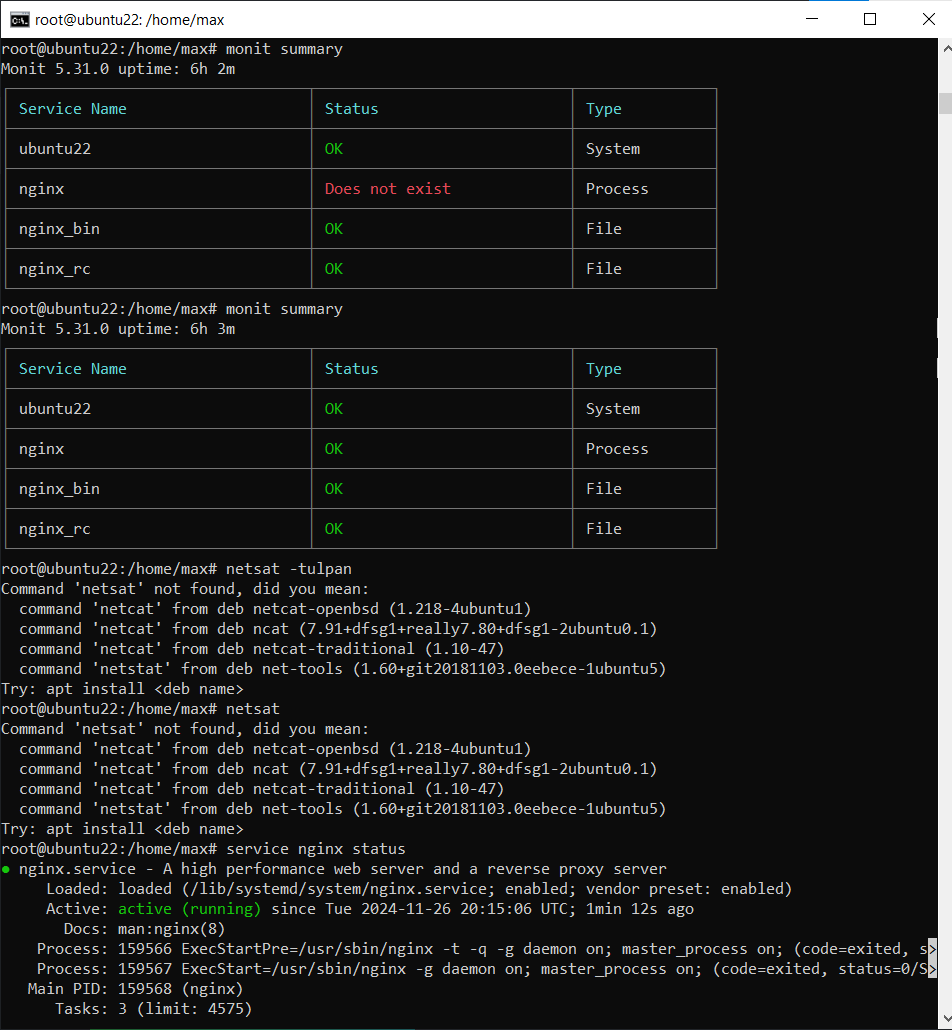 root@ubuntu22: /home/max
root@ubuntu22:/home/max# monit summary
Monit 5.31.0 uptime: 6h 2m
Service Name Status Type
ubuntu22 OK System
nginx Does not exist Process
nginx_bin OK File
nginx_rc OK File
root@ubuntu22:/home/max# monit summary
Monit 5.31.0 uptime: 6h 3m
Service Name Status Type
ubuntu22 OK System
nginx OK Process
nginx_bin OK File
nginx_rc OK File
root@ubuntu22:/home/max# netsat -tulpan
Command 'netsat' not found, did you mean:
  command 'netcat' from deb netcat-openbsd (1.218-4ubuntu1)
  command 'netcat' from deb ncat (7.91+dfsg1+really7.80+dfsg1-2ubuntu0.1)
  command 'netcat' from deb netcat-traditional (1.10-47)
  command 'netstat' from deb net-tools (1.60+git20181103.0eebece-1ubuntu5)
Try: apt install <deb name>
root@ubuntu22:/home/max# netsat
Command 'netsat' not found, did you mean:
  command 'netcat' from deb netcat-openbsd (1.218-4ubuntu1)
  command 'netcat' from deb ncat (7.91+dfsg1+really7.80+dfsg1-2ubuntu0.1)
  command 'netcat' from deb netcat-traditional (1.10-47)
  command 'netstat' from deb net-tools (1.60+git20181103.0eebece-1ubuntu5)
Try: apt install <deb name>
root@ubuntu22:/home/max# service nginx status
● nginx.service - A high performance web server and a reverse proxy server
     Loaded: loaded (/lib/systemd/system/nginx.service; enabled; vendor preset: enabled)
     Active: active (running) since Tue 2024-11-26 20:15:06 UTC; 1min 12s ago
       Docs: man:nginx(8)
    Process: 159566 ExecStartPre=/usr/sbin/nginx -t -q -g daemon on; master_process on; (code=exited, s>
    Process: 159567 ExecStart=/usr/sbin/nginx -g daemon on; master_process on; (code=exited, status=0/S>
   Main PID: 159568 (nginx)
      Tasks: 3 (limit: 4575)